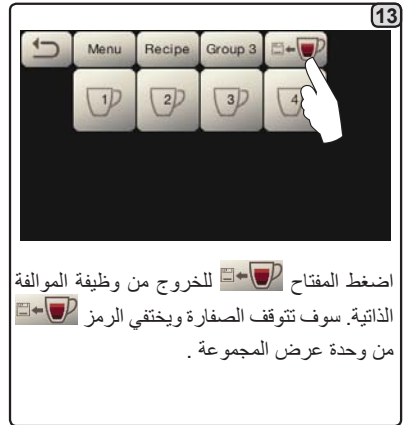 13
Menu Recipe Group 3
1 2 3 4
اضغط المفتاح للخروج من وظيفة الموالفة
الذاتية. سوف تتوقف الصفارة ويختفي الرمز
من وحدة عرض المجموعة .